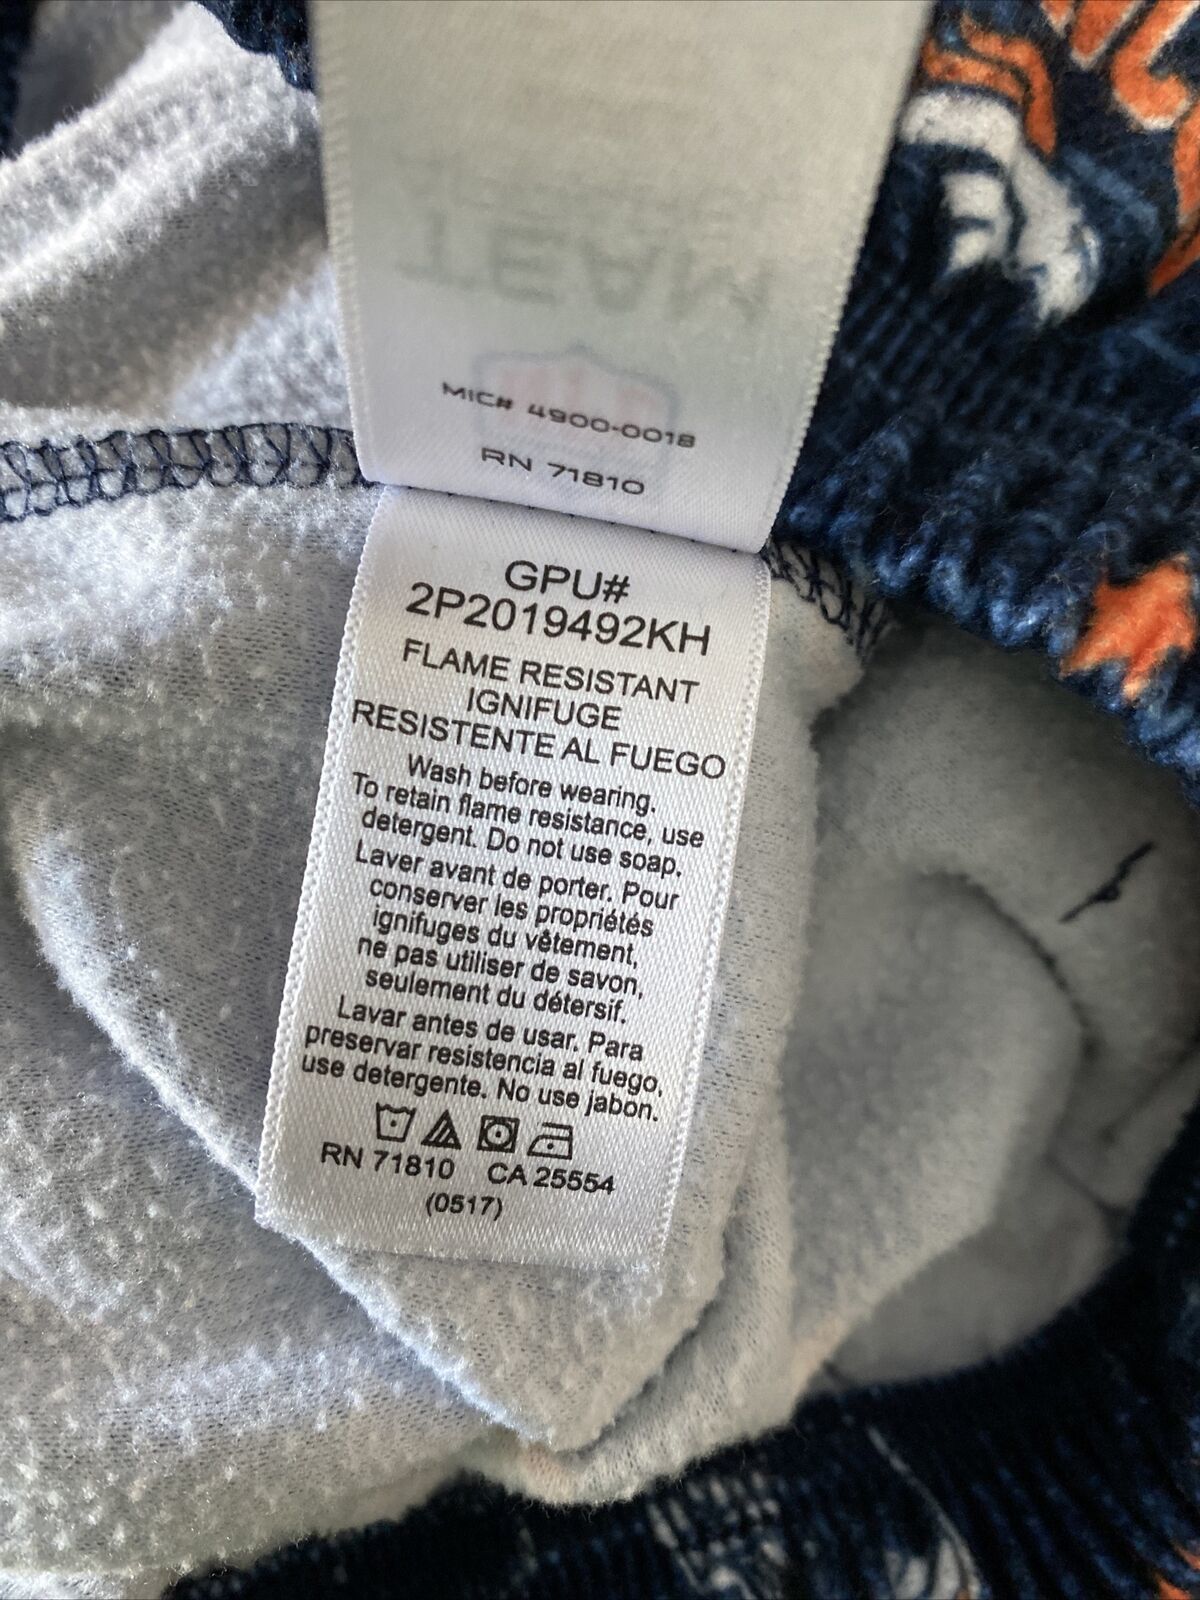 MIC# 4900-0018
RN 71810
GPU#
2P2019492KH
FLAME RESISTANT
IGNIFUGE
RESISTENTE AL FUEGO
Wash before wearing.
To retain flame resistance, use
detergent. Do not use soap.
Laver avant de porter. Pour
conserver les propriétés
ignifuges du vêtement,
ne pas utiliser de savon,
seulement du détersif.
Lavar antes de usar. Para
preservar resistencia al fuego,
use detergente. No use jabon.
RN 71810 CA 25554
(0517)